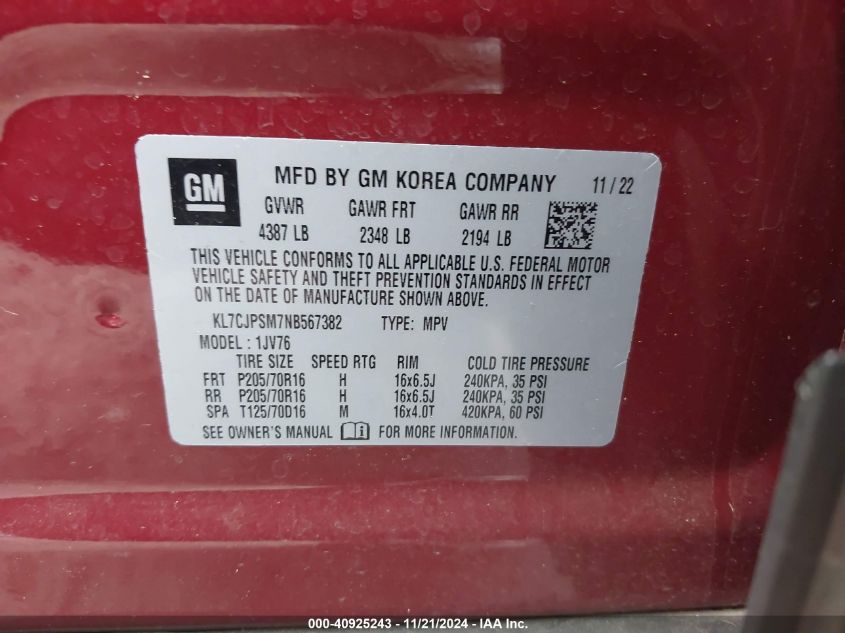 GM MFD BY GM KOREA COMPANY 11 / 22
GVWR GAWR FRT GAWR RR
4387 LB 2348 LB 2194 LB
THIS VEHICLE CONFORMS TO ALL APPLICABLE U.S. FEDERAL MOTOR
VEHICLE SAFETY AND THEFT PREVENTION STANDARDS IN EFFECT
ON THE DATE OF MANUFACTURE SHOWN ABOVE.
KL7CJPSM7NB567382 TYPE: MPV
MODEL : 1JV76
TIRE SIZE SPEED RTG RIM COLD TIRE PRESSURE
FRT P205/70R16 H 16x6.5J 240KPA, 35 PSI
RR P205/70R16 H 16x6.5J 240KPA, 35 PSI
SPA T125/70D16 M 16x4.0T 420KPA, 60 PSI
SEE OWNER'S MANUAL FOR MORE INFORMATION.
000-40925243 - 11/21/2024 - IAA Inc.